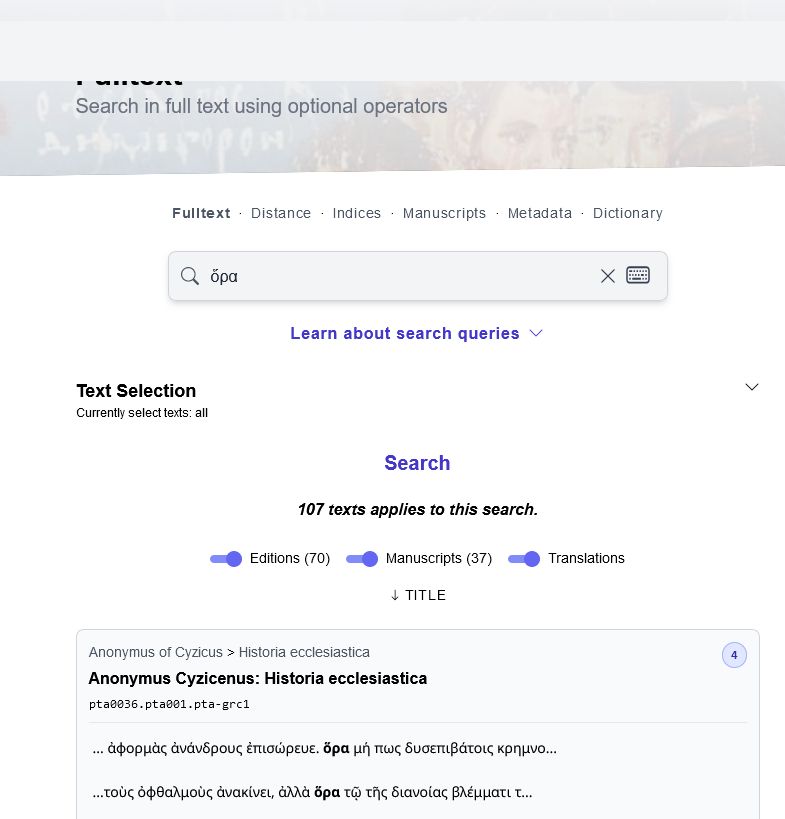 Fulltext
Search in full text using optional operators
Fulltext · Distance · Indices · Manuscripts · Metadata · Dictionary
ὅρα
Learn about search queries
Text Selection
Currently select texts: all
Search
107 texts applies to this search.
Editions (70) Manuscripts (37) Translations
↓ TITLE
Anonymus of Cyzicus > Historia ecclesiastica 4
Anonymus Cyzicenus: Historia ecclesiastica
pta0036.pta001.pta-grc1
... ἀφορμὰς ἀνάνδρους ἐπισώρευε. ὅρα μή πως δυσεπιβάτοις κρημνο...
...τοὺς ὀφθαλμοὺς ἀνακίνει, ἀλλὰ ὅρα τῷ τῆς διανοίας βλέμματι τ...